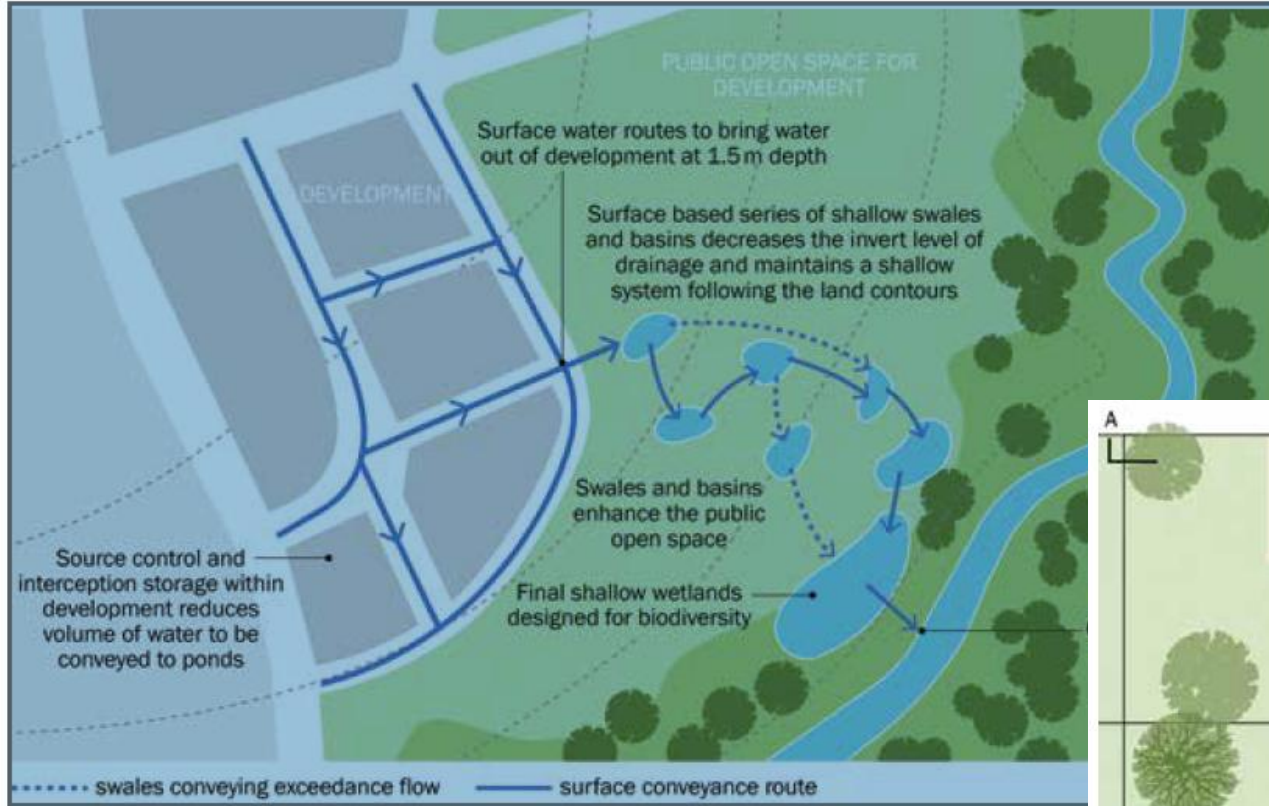 PUBLIC OPEN SPACE FOR
DEVELOPMENT
Surface water routes to bring water
out of development at 1.5m depth
DEVELOPMENT
Surface based series of shallow swales
and basins decreases the invert level of
drainage and maintains a shallow
system following the land contours
A
Swales and basins
enhance the public
open space
Source control and
interception storage within
development reduces
volume of water to be
conveyed to ponds
Final shallow wetlands
designed for biodiversity
swales conveying exceedance flow
surface conveyance route